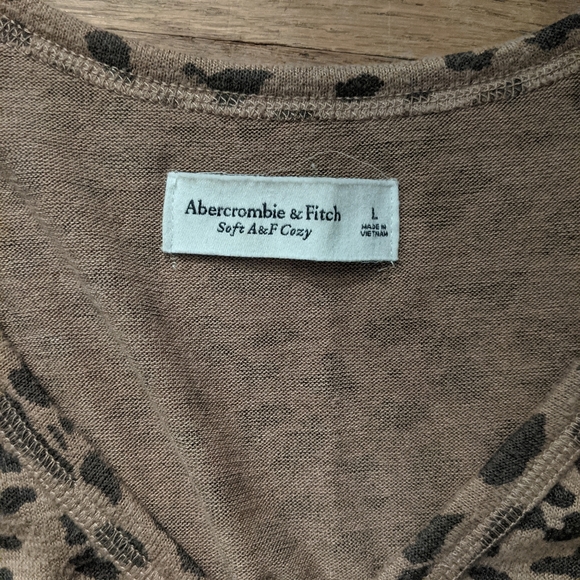 Abercrombie & Fitch
Soft A&F Cozy
L
MADE IN
VIETNAM